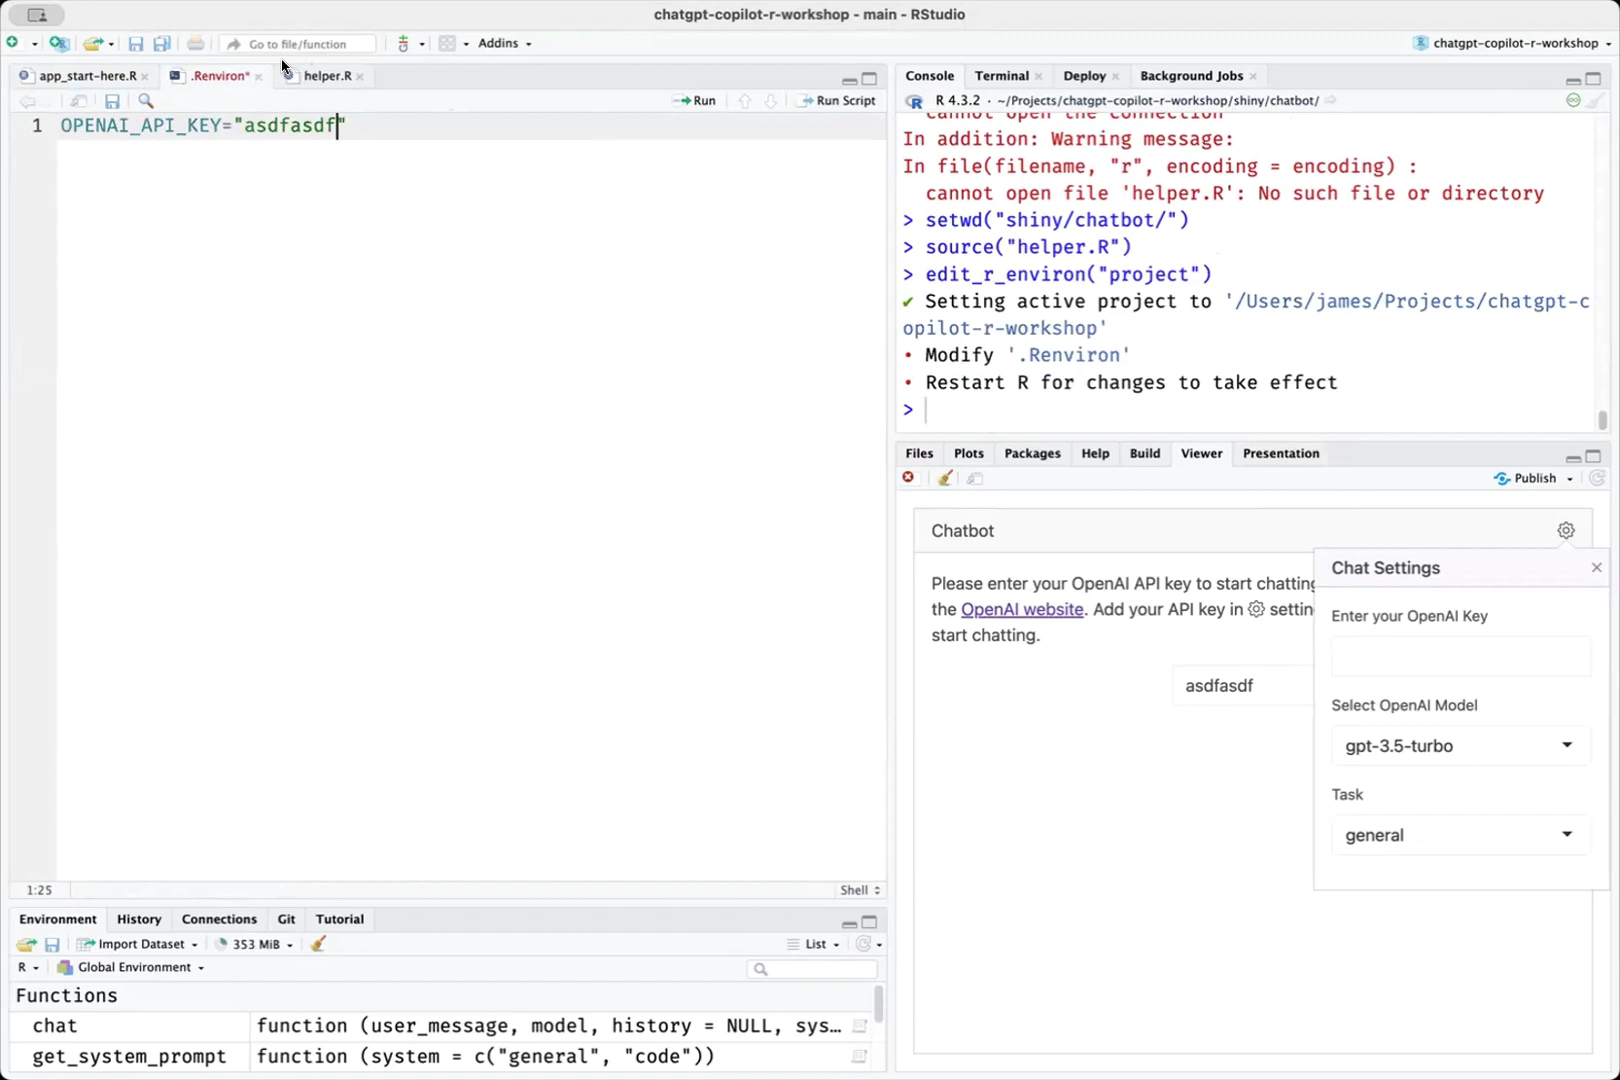 chatgpt-copilot-r-workshop - main - RStudio
Go to file/function
Addins
chatgpt-copilot-r-workshop
app_start-here.R
.Renviron*
helper.R
Run
Run Script
1 OPENAI_API_KEY="asdfasdf"
1:25
Shell
Environment History Connections Git Tutorial
Import Dataset
353 MiB
List
R
Global Environment
Functions
chat function (user_message, model, history = NULL, sys…
get_system_prompt function (system = c("general", "code"))
Console Terminal Deploy Background Jobs
R 4.3.2 · ~/Projects/chatgpt-copilot-r-workshop/shiny/chatbot/
cannot open the connection
In addition: Warning message:
In file(filename, "r", encoding = encoding) :
cannot open file 'helper.R': No such file or directory
> setwd("shiny/chatbot/")
> source("helper.R")
> edit_r_environ("project")
✔ Setting active project to '/Users/james/Projects/chatgpt-c
opilot-r-workshop'
• Modify '.Renviron'
• Restart R for changes to take effect
>
Files Plots Packages Help Build Viewer Presentation
Publish
Chatbot
Please enter your OpenAI API key to start chatting
the OpenAI website. Add your API key in settin
start chatting.
asdfasdf
Chat Settings
Enter your OpenAI Key
Select OpenAI Model
gpt-3.5-turbo
Task
general